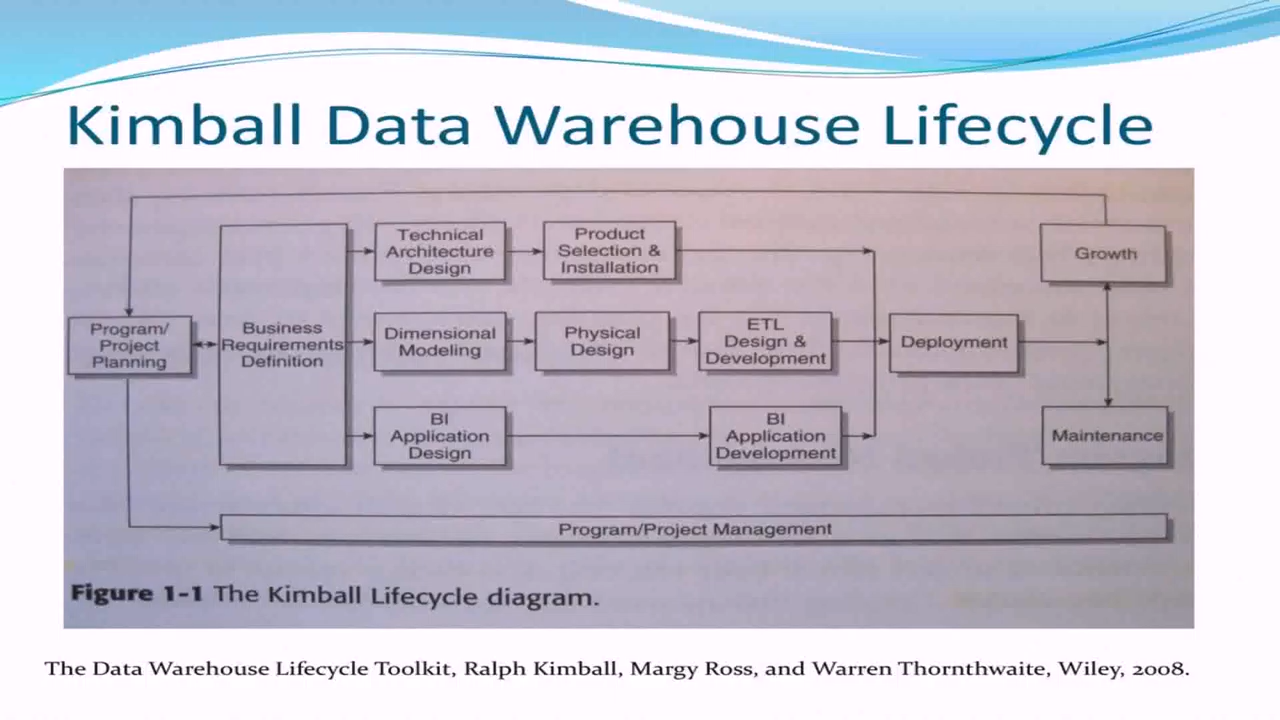 Kimball Data Warehouse Lifecycle
Technical
Architecture
Design
Product
Selection &
Installation
Growth
Program/
Project
Planning
Business
Requirements
Definition
Dimensional
Modeling
Physical
Design
ETL
Design &
Development
Deployment
BI
Application
Design
BI
Application
Development
Maintenance
Program/Project Management
Figure 1-1 The Kimball Lifecycle diagram.
The Data Warehouse Lifecycle Toolkit, Ralph Kimball, Margy Ross, and Warren Thornthwaite, Wiley, 2008.